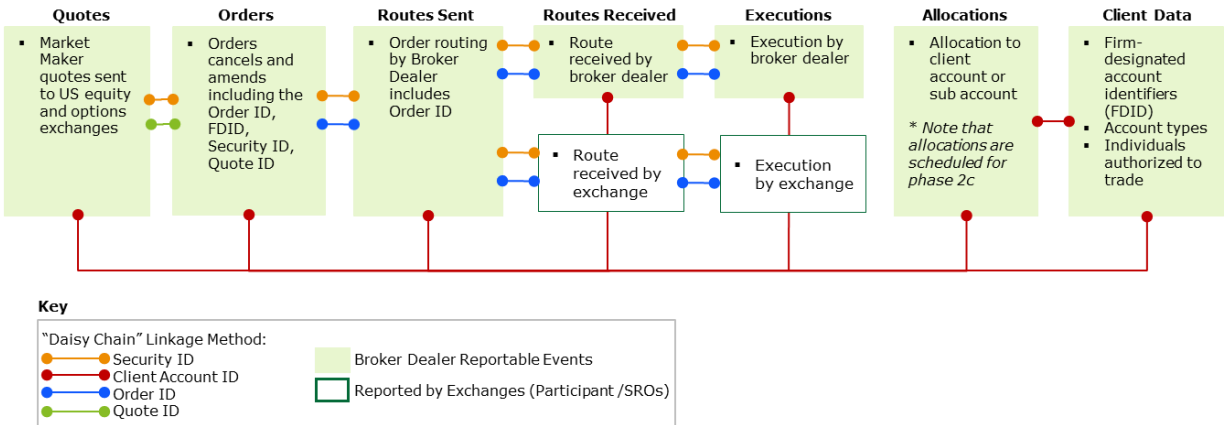 Quotes
▪ Market
Maker
quotes sent
to US equity
and options
exchanges
Orders
▪ Orders
cancels and
amends
including the
Order ID,
FDID,
Security ID,
Quote ID
Routes Sent
▪ Order routing
by Broker
Dealer
includes
Order ID
Routes Received
▪ Route
received by
broker dealer
▪ Route
received by
exchange
Executions
▪ Execution by
broker dealer
▪ Execution
by exchange
Allocations
▪ Allocation to
client
account or
sub account
* Note that
allocations are
scheduled for
phase 2c
Client Data
▪ Firm-
designated
account
identifiers
(FDID)
▪ Account types
▪ Individuals
authorized to
trade
Key
“Daisy Chain” Linkage Method:
Security ID
Client Account ID
Order ID
Quote ID
Broker Dealer Reportable Events
Reported by Exchanges (Participant /SROs)